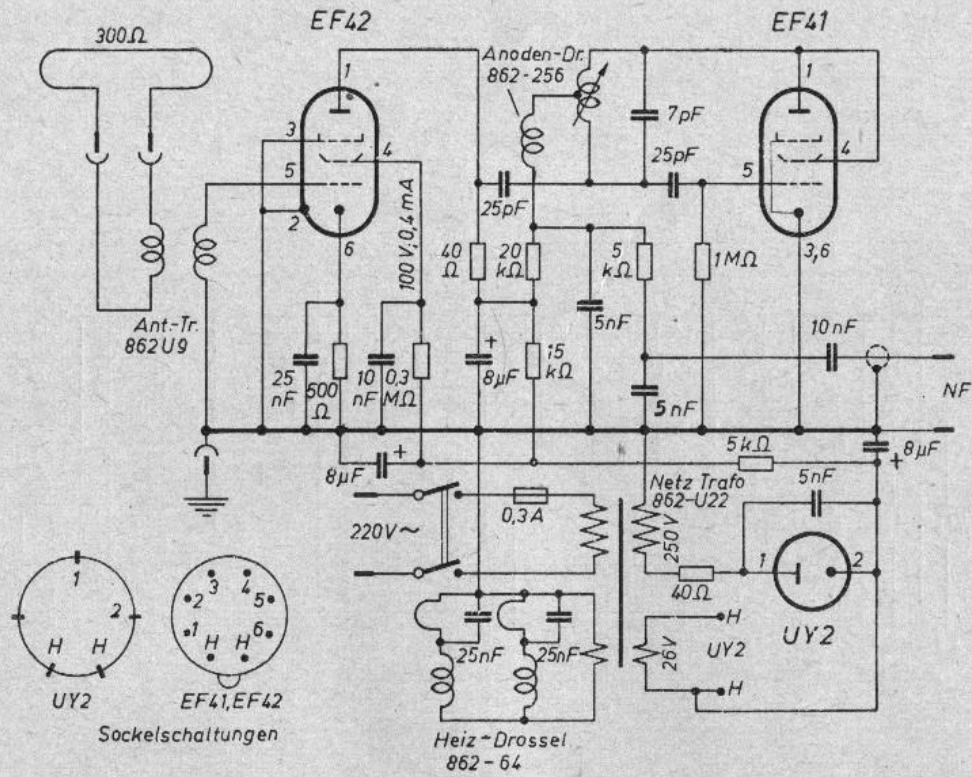 EF42
EF41
300Ω
Anoden-Dr.
862-256
1
3
4
5
2
6
7pF
25pF
25pF
1
4
5
3,6
100V; 0,4mA
40
Ω
20
kΩ
5
kΩ
1MΩ
Ant.-Tr.
862U9
25
nF
500
Ω
10
nF
0,3
MΩ
+
8µF
15
kΩ
5nF
5nF
10nF
NF
8µF
+
5kΩ
+
8µF
Netz Trafo
862-U22
5nF
220V~
0,3A
250V
40Ω
1
2
UY2
26V
H
UY2
H
25nF
25nF
1
2
H
H
UY2
3
4
2
5
1
6
H
H
EF41,EF42
Sockelschaltungen
Heiz-Drossel
862-64